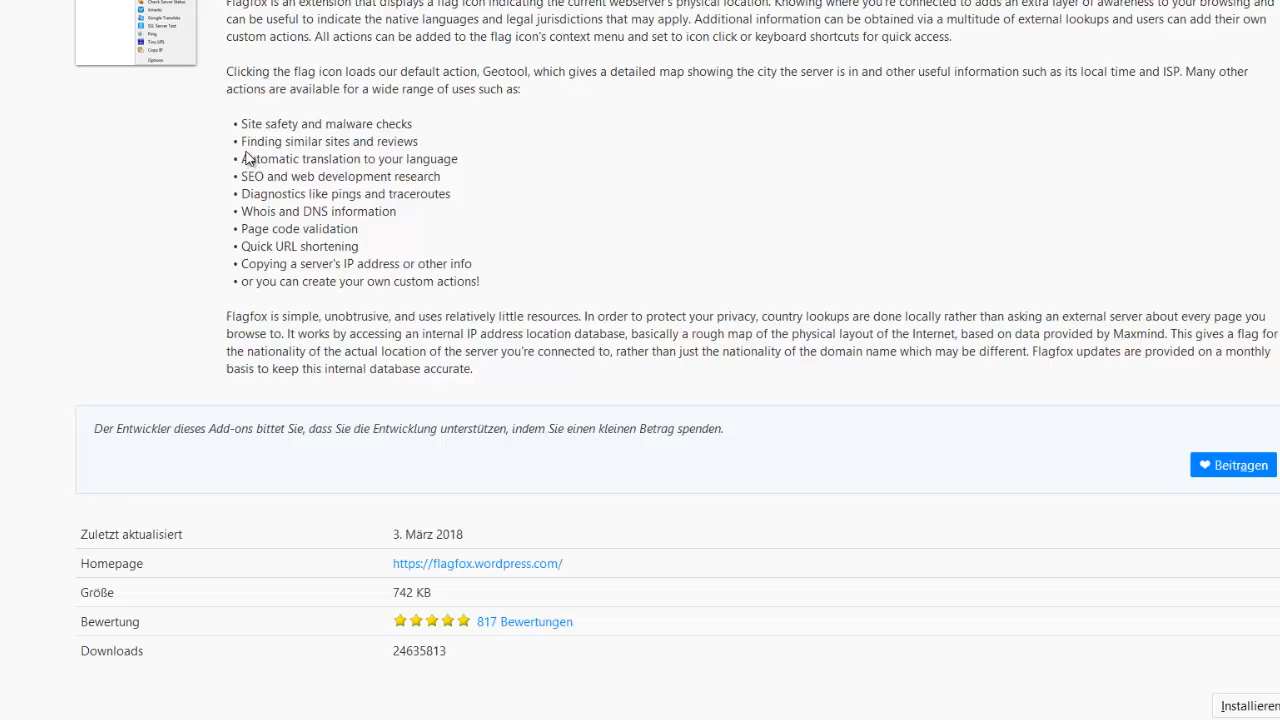 Check Server Status
Google Translate
Ping
Tiny URL
Copy IP
Options
Flagfox is an extension that displays a flag icon indicating the current webserver's physical location. Knowing where you're connected to adds an extra layer of awareness to your browsing and
can be useful to indicate the native languages and legal jurisdictions that may apply. Additional information can be obtained via a multitude of external lookups and users can add their own
custom actions. All actions can be added to the flag icon's context menu and set to icon click or keyboard shortcuts for quick access.
Clicking the flag icon loads our default action, Geotool, which gives a detailed map showing the city the server is in and other useful information such as its local time and ISP. Many other
actions are available for a wide range of uses such as:
• Site safety and malware checks
• Finding similar sites and reviews
• Automatic translation to your language
• SEO and web development research
• Diagnostics like pings and traceroutes
• Whois and DNS information
• Page code validation
• Quick URL shortening
• Copying a server's IP address or other info
• or you can create your own custom actions!
Flagfox is simple, unobtrusive, and uses relatively little resources. In order to protect your privacy, country lookups are done locally rather than asking an external server about every page you
browse to. It works by accessing an internal IP address location database, basically a rough map of the physical layout of the Internet, based on data provided by Maxmind. This gives a flag for
the nationality of the actual location of the server you're connected to, rather than just the nationality of the domain name which may be different. Flagfox updates are provided on a monthly
basis to keep this internal database accurate.
Der Entwickler dieses Add-ons bittet Sie, dass Sie die Entwicklung unterstützen, indem Sie einen kleinen Betrag spenden.
Beitragen
Zuletzt aktualisiert 3. März 2018
Homepage https://flagfox.wordpress.com/
Größe 742 KB
Bewertung 817 Bewertungen
Downloads 24635813
Installieren